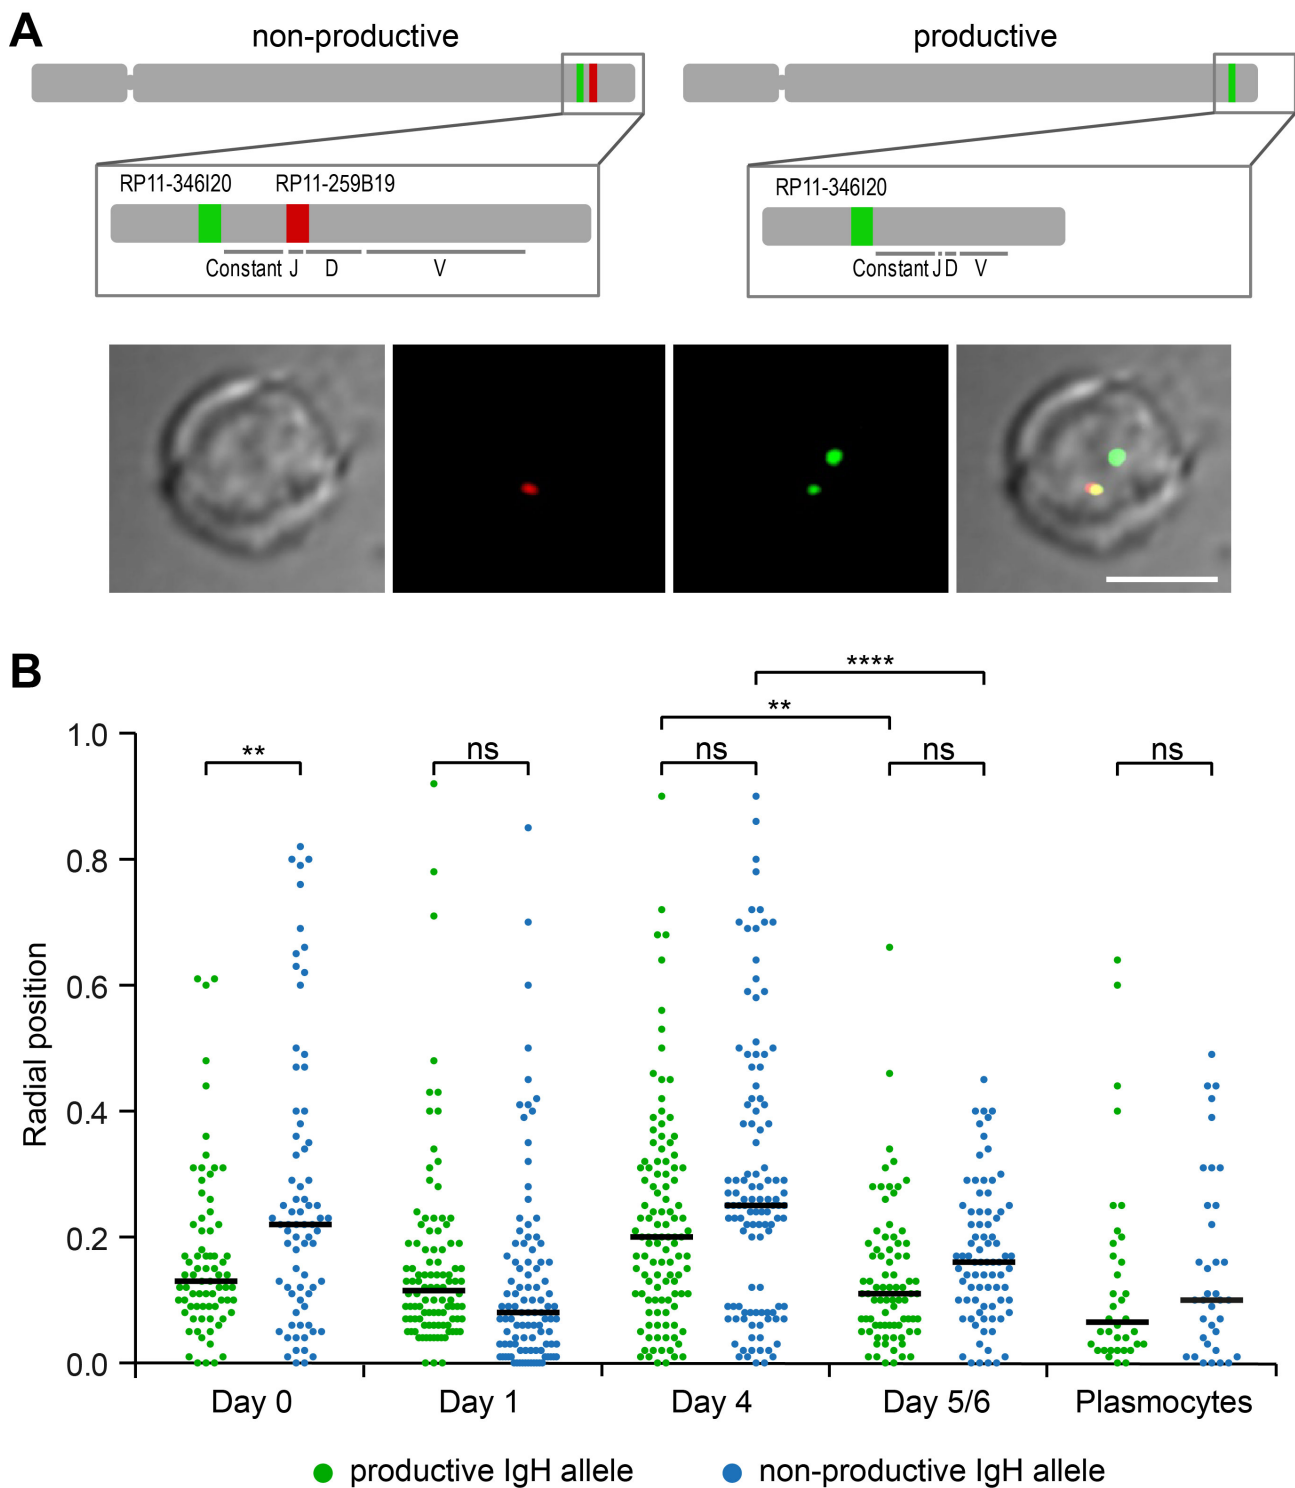 A
non-productive
productive
RP11-346I20
RP11-259B19
Constant J D V
RP11-346I20
Constant J D V
B
****
**
** ns ns ns ns
1.0
0.8
0.6
0.4
0.2
0.0
Radial position
Day 0 Day 1 Day 4 Day 5/6 Plasmocytes
productive IgH allele non-productive IgH allele